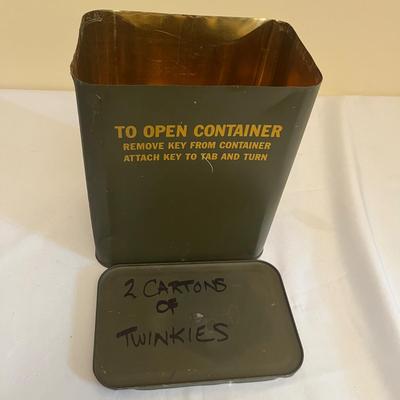 TO OPEN CONTAINER
REMOVE KEY FROM CONTAINER
ATTACH KEY TO TAB AND TURN
2 CARTONS
OF
TWINKIES